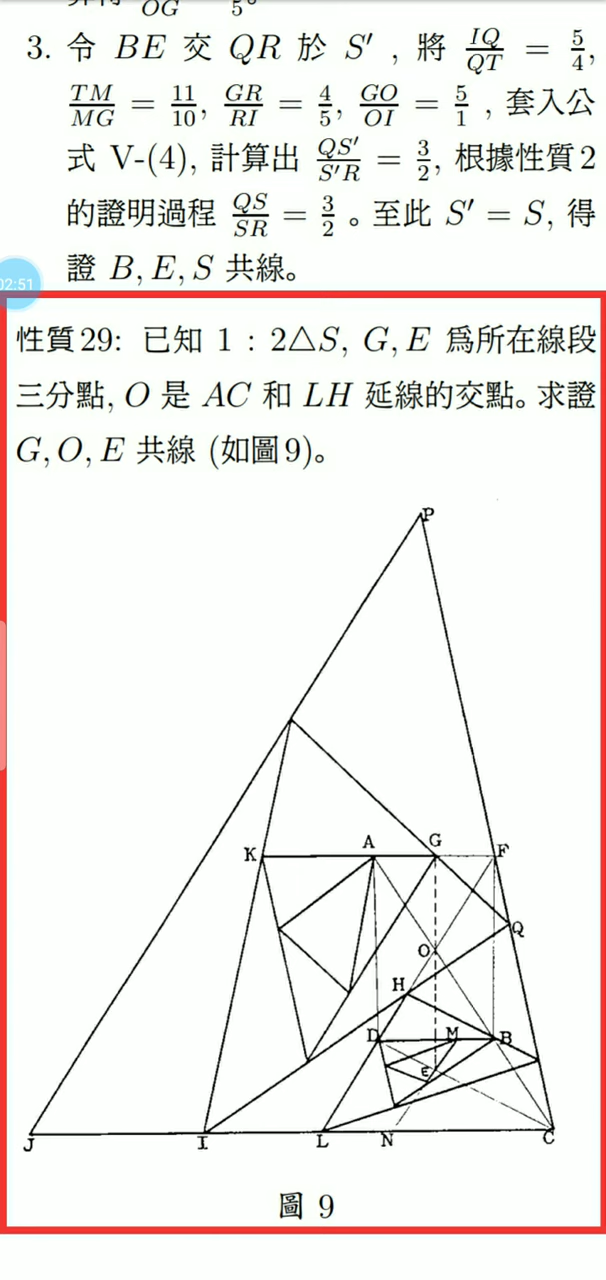 OG 5
3. 令 BE 交 QR 於 S′ , 將 IQ/QT = 5/4,
TM/MG = 11/10, GR/RI = 4/5, GO/OI = 5/1 , 套入公
式 V-(4), 計算出 QS′/S′R = 3/2, 根據性質2
的證明過程 QS/SR = 3/2 。至此 S′ = S, 得
證 B, E, S 共線。
02:51
性質29: 已知 1 : 2△S, G, E 爲所在線段
三分點, O 是 AC 和 LH 延線的交點。求證
G, O, E 共線 (如圖9)。
P
K A G F
Q
O
H
D M B
E
J I L N C
圖 9